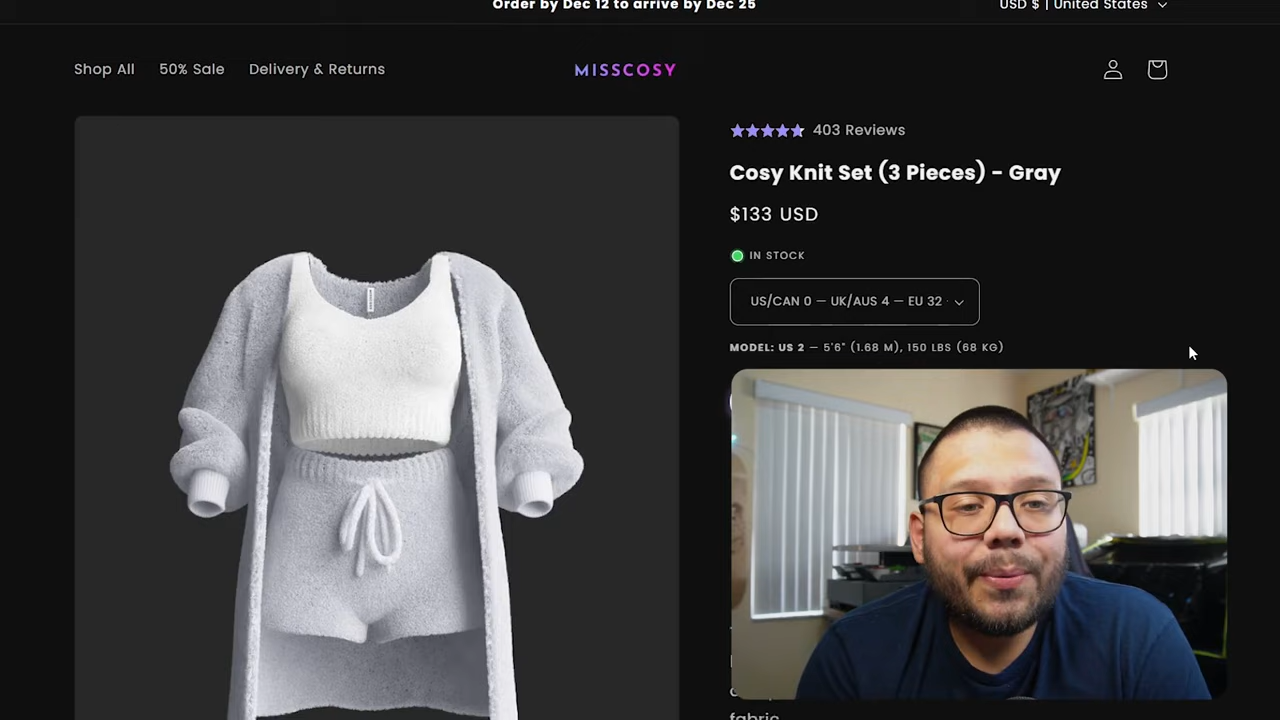 Order by Dec 12 to arrive by Dec 25
USD $ | United States
Shop All
50% Sale
Delivery & Returns
MISSCOSY
403 Reviews
Cosy Knit Set (3 Pieces) - Gray
$133 USD
IN STOCK
US/CAN 0 — UK/AUS 4 — EU 32
MODEL: US 2 — 5'6" (1.68 M), 150 LBS (68 KG)
fabric